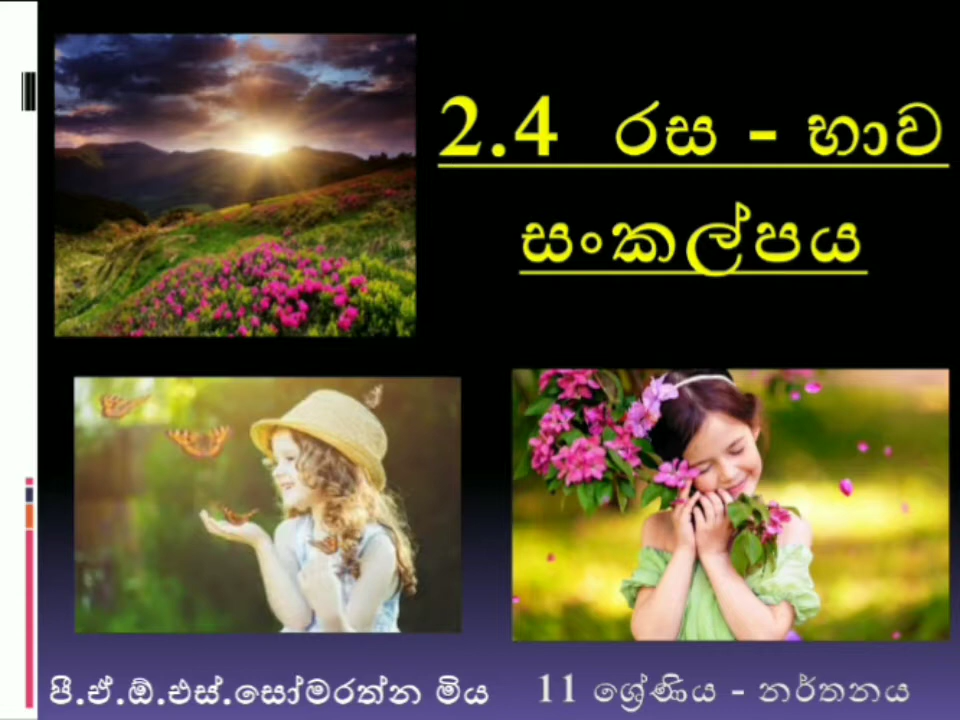 2.4 රස - භාව
සංකල්පය
පී.ඒ.ඕ.එස්.සෝමරත්න මිය
11 ශ්‍රේණිය - නර්තනය